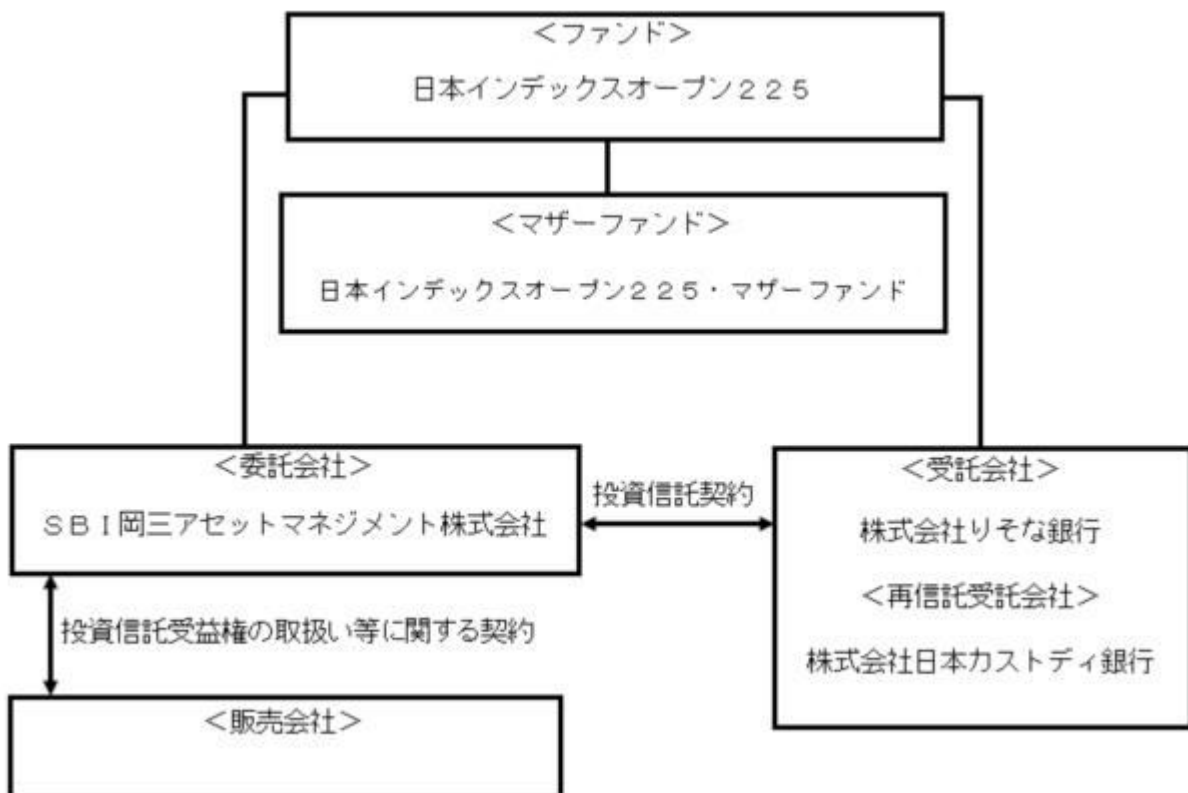 ＜ファンド＞
日本インデックスオープン２２５
＜マザーファンド＞
日本インデックスオープン２２５・マザーファンド
＜委託会社＞
ＳＢＩ岡三アセットマネジメント株式会社
投資信託契約
＜受託会社＞
株式会社りそな銀行
＜再信託受託会社＞
株式会社日本カストディ銀行
投資信託受益権の取扱い等に関する契約
＜販売会社＞